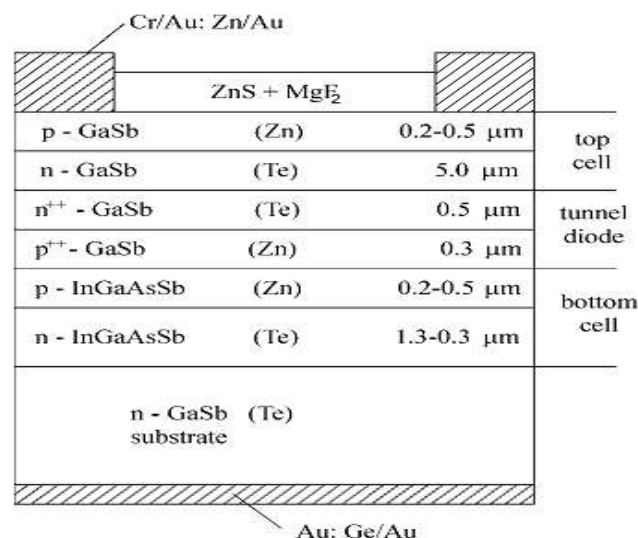 Cr/Au: Zn/Au
ZnS + MgF₂
p - GaSb (Zn) 0.2-0.5 μm
n - GaSb (Te) 5.0 μm
top
cell
n⁺⁺ - GaSb (Te) 0.5 μm
p⁺⁺- GaSb (Zn) 0.3 μm
tunnel
diode
p - InGaAsSb (Zn) 0.2-0.5 μm
n - InGaAsSb (Te) 1.3-0.3 μm
bottom
cell
n - GaSb (Te)
substrate
Au: Ge/Au